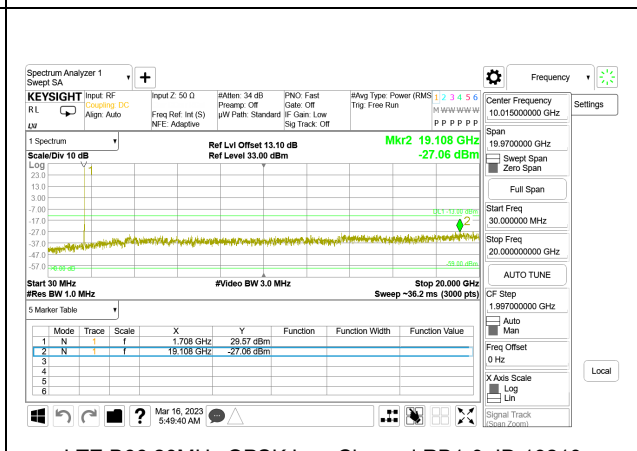 Spectrum Analyzer 1
Swept SA
Frequency
Settings
KEYSIGHT
RL
LXI
Input: RF
Coupling: DC
Align: Auto
Input Z: 50 Ω
Freq Ref: Int (S)
NFE: Adaptive
#Atten: 34 dB
Preamp: Off
µW Path: Standard
PNO: Fast
Gate: Off
IF Gain: Low
Sig Track: Off
#Avg Type: Power (RMS
Trig: Free Run
1 2 3 4 5 6
M W W W W W
P P P P P P
1 Spectrum
Scale/Div 10 dB
Ref Lvl Offset 13.10 dB
Ref Level 33.00 dBm
Mkr2 19.108 GHz
-27.06 dBm
Log
23.0
13.0
3.00
-7.00
-17.0
-27.0
-37.0
-47.0
-57.0
2
Start 30 MHz
#Res BW 1.0 MHz
#Video BW 3.0 MHz
Stop 20.000 GHz
Sweep ~36.2 ms (3000 pts)
5 Marker Table
Mode Trace Scale X Y Function Function Width Function Value
1 N 1 f 1.708 GHz 29.57 dBm
2 N 1 f 19.108 GHz -27.06 dBm
3
4
5
6
Center Frequency
10.015000000 GHz
Span
19.9700000 GHz
Swept Span
Zero Span
Full Span
Start Freq
30.000000 MHz
Stop Freq
20.000000000 GHz
AUTO TUNE
CF Step
1.997000000 GHz
Auto
Man
Freq Offset
0 Hz
X Axis Scale
Log
Lin
Signal Track
(Span Zoom)
Local
Mar 16, 2023
5:49:40 AM